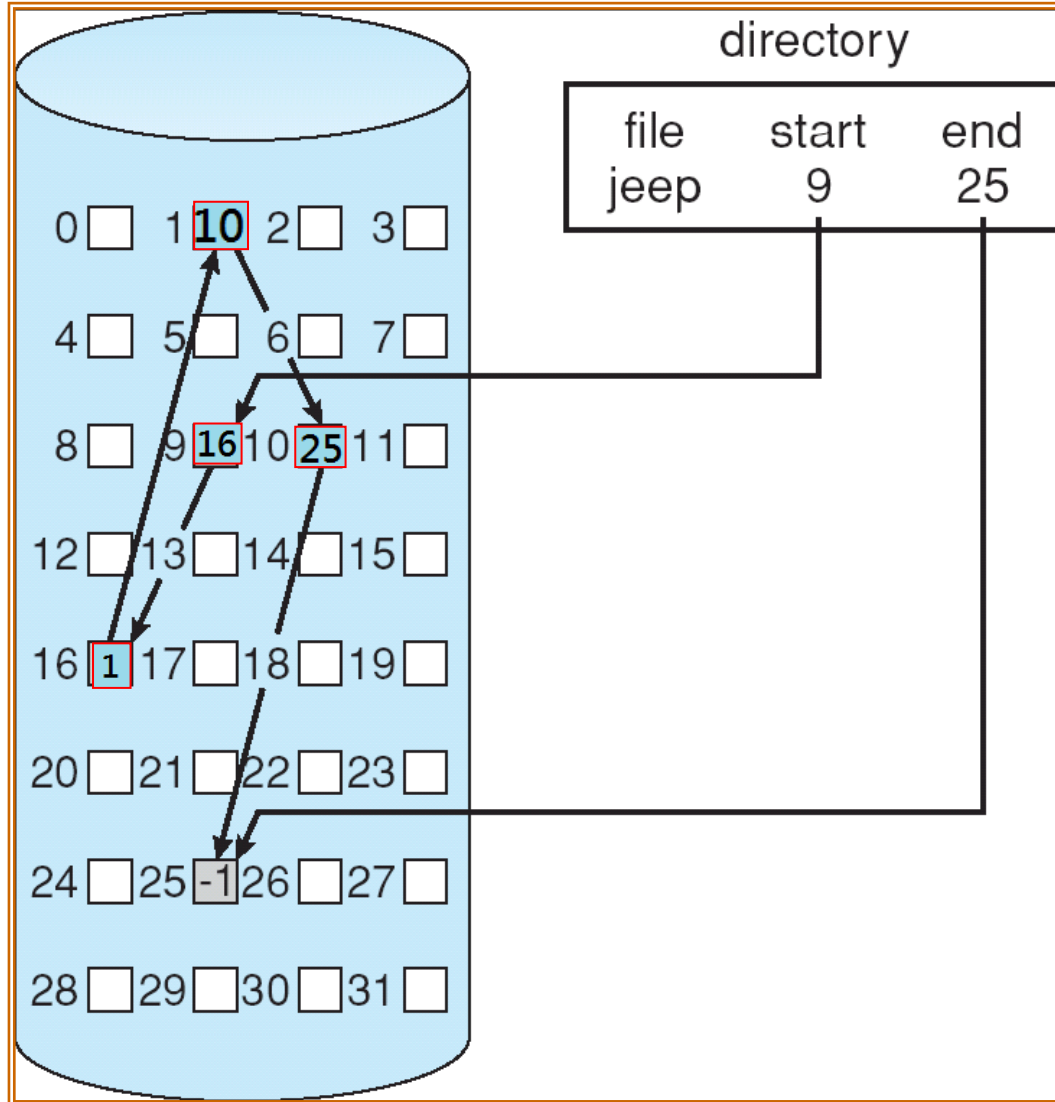 directory
file start end
jeep 9 25
0 1 10 2 3
4 5 6 7
8 9 16 10 25 11
12 13 14 15
16 1 17 18 19
20 21 22 23
24 25 -1 26 27
28 29 30 31